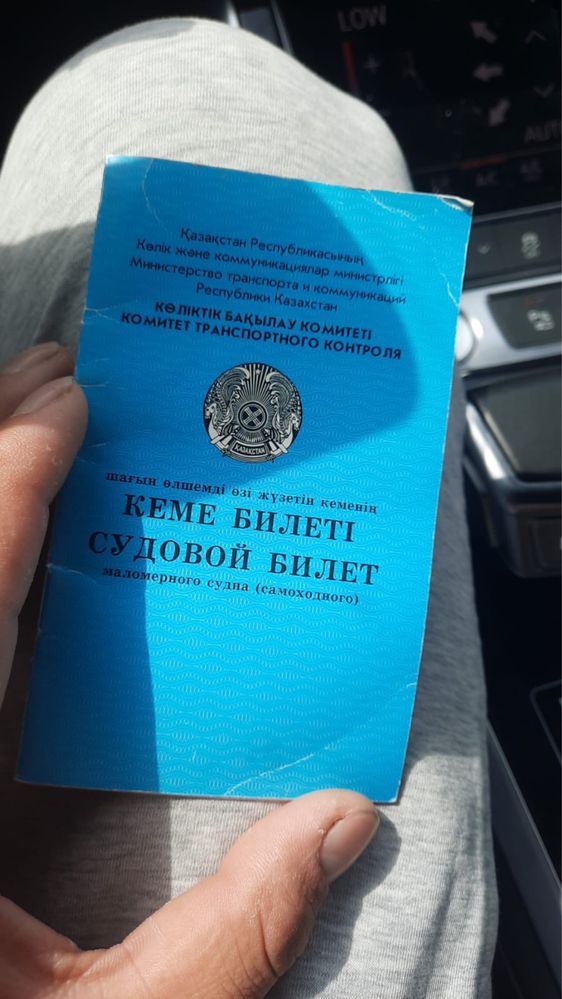 LOW
AUTO
Қазақстан Республикасының
Көлік және коммуникациялар министрлігі
Министерство транспорта и коммуникаций
Республики Казахстан
КӨЛІКТІК БАҚЫЛАУ КОМИТЕТІ
КОМИТЕТ ТРАНСПОРТНОГО КОНТРОЛЯ
ҚАЗАҚСТАН
шағын өлшемді өзі жүзетін кеменің
КЕМЕ БИЛЕТІ
СУДОВОЙ БИЛЕТ
маломерного судна (самоходного)